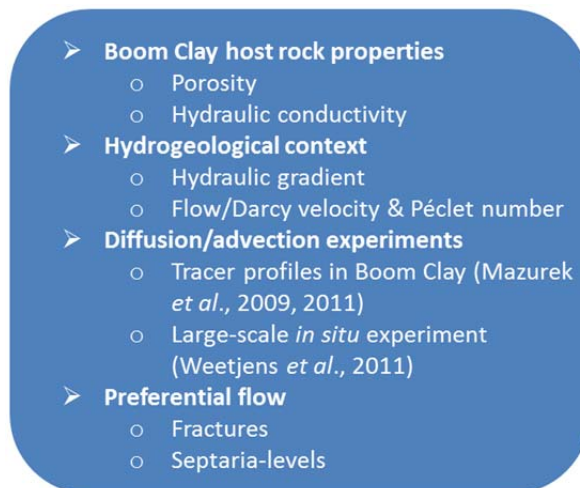 ➤ Boom Clay host rock properties
o Porosity
o Hydraulic conductivity
➤ Hydrogeological context
o Hydraulic gradient
o Flow/Darcy velocity & Péclet number
➤ Diffusion/advection experiments
o Tracer profiles in Boom Clay (Mazurek
et al., 2009, 2011)
o Large-scale in situ experiment
(Weetjens et al., 2011)
➤ Preferential flow
o Fractures
o Septaria-levels